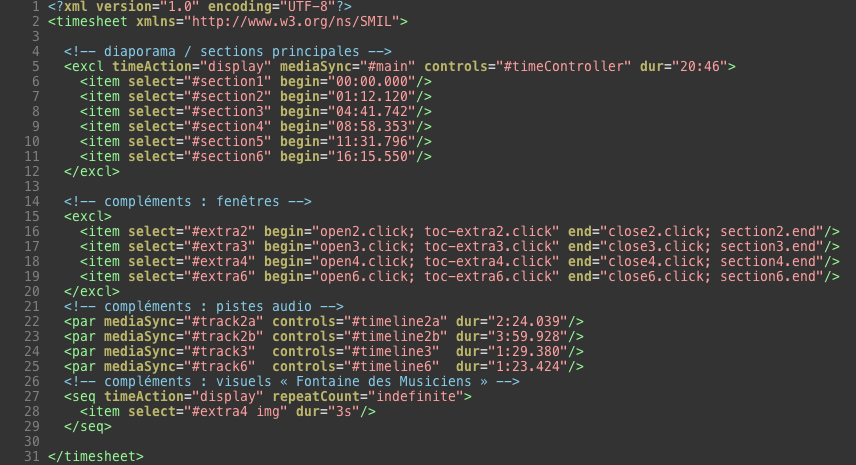 1 <?xml version="1.0" encoding="UTF-8"?>
2 <timesheet xmlns="http://www.w3.org/ns/SMIL">
3
4   <!-- diaporama / sections principales -->
5   <excl timeAction="display" mediaSync="#main" controls="#timeController" dur="20:46">
6     <item select="#section1" begin="00:00.000"/>
7     <item select="#section2" begin="01:12.120"/>
8     <item select="#section3" begin="04:41.742"/>
9     <item select="#section4" begin="08:58.353"/>
10     <item select="#section5" begin="11:31.796"/>
11     <item select="#section6" begin="16:15.550"/>
12   </excl>
13
14   <!-- compléments : fenêtres -->
15   <excl>
16     <item select="#extra2" begin="open2.click; toc-extra2.click" end="close2.click; section2.end"/>
17     <item select="#extra3" begin="open3.click; toc-extra3.click" end="close3.click; section3.end"/>
18     <item select="#extra4" begin="open4.click; toc-extra4.click" end="close4.click; section4.end"/>
19     <item select="#extra6" begin="open6.click; toc-extra6.click" end="close6.click; section6.end"/>
20   </excl>
21   <!-- compléments : pistes audio -->
22   <par mediaSync="#track2a" controls="#timeline2a" dur="2:24.039"/>
23   <par mediaSync="#track2b" controls="#timeline2b" dur="3:59.928"/>
24   <par mediaSync="#track3"  controls="#timeline3"  dur="1:29.380"/>
25   <par mediaSync="#track6"  controls="#timeline6"  dur="1:23.424"/>
26   <!-- compléments : visuels « Fontaine des Musiciens » -->
27   <seq timeAction="display" repeatCount="indefinite">
28     <item select="#extra4 img" dur="3s"/>
29   </seq>
30
31 </timesheet>